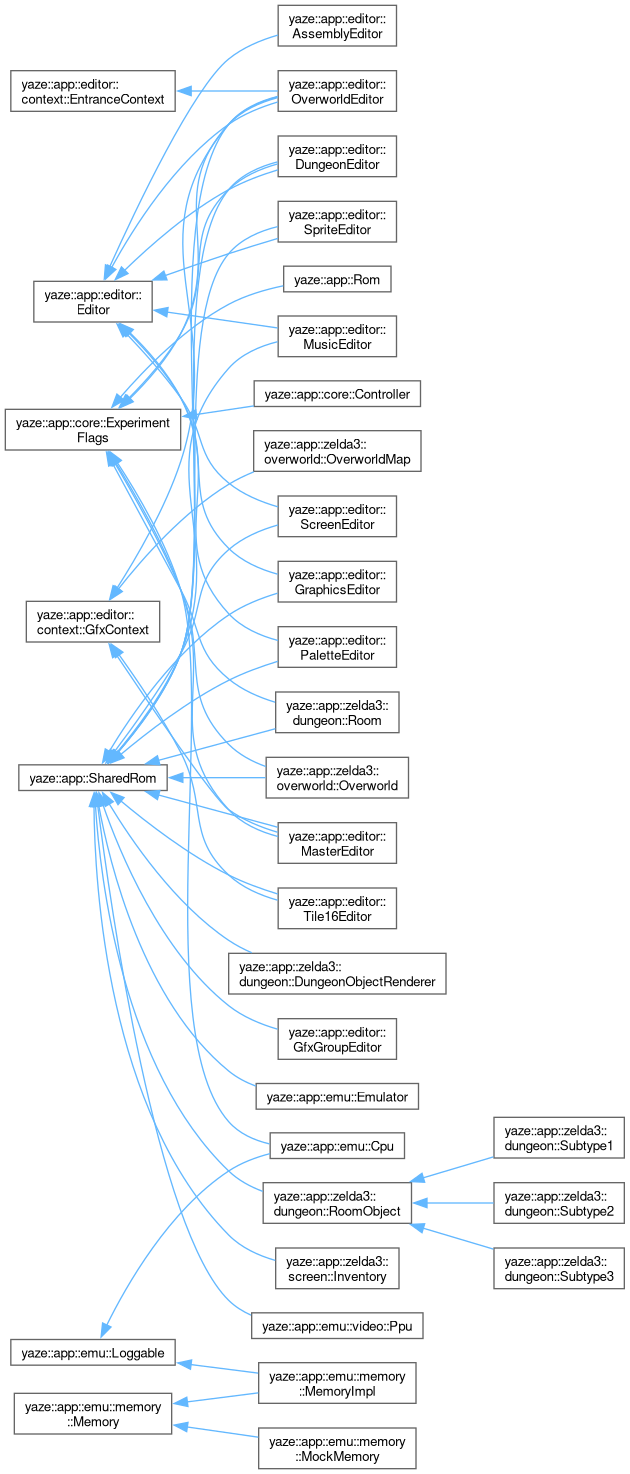 yaze::app::editor::
AssemblyEditor
yaze::app::editor::
context::EntranceContext
yaze::app::editor::
OverworldEditor
yaze::app::editor::
DungeonEditor
yaze::app::editor::
SpriteEditor
yaze::app::Rom
yaze::app::editor::
Editor
yaze::app::editor::
MusicEditor
yaze::app::core::Controller
yaze::app::core::Experiment
Flags
yaze::app::zelda3::
overworld::OverworldMap
yaze::app::editor::
ScreenEditor
yaze::app::editor::
GraphicsEditor
yaze::app::editor::
context::GfxContext
yaze::app::editor::
PaletteEditor
yaze::app::zelda3::
dungeon::Room
yaze::app::SharedRom
yaze::app::zelda3::
overworld::Overworld
yaze::app::editor::
MasterEditor
yaze::app::editor::
Tile16Editor
yaze::app::zelda3::
dungeon::DungeonObjectRenderer
yaze::app::editor::
GfxGroupEditor
yaze::app::emu::Emulator
yaze::app::emu::Cpu
yaze::app::zelda3::
dungeon::Subtype1
yaze::app::zelda3::
dungeon::RoomObject
yaze::app::zelda3::
dungeon::Subtype2
yaze::app::zelda3::
screen::Inventory
yaze::app::zelda3::
dungeon::Subtype3
yaze::app::emu::video::Ppu
yaze::app::emu::Loggable
yaze::app::emu::memory
::MemoryImpl
yaze::app::emu::memory
::Memory
yaze::app::emu::memory
::MockMemory